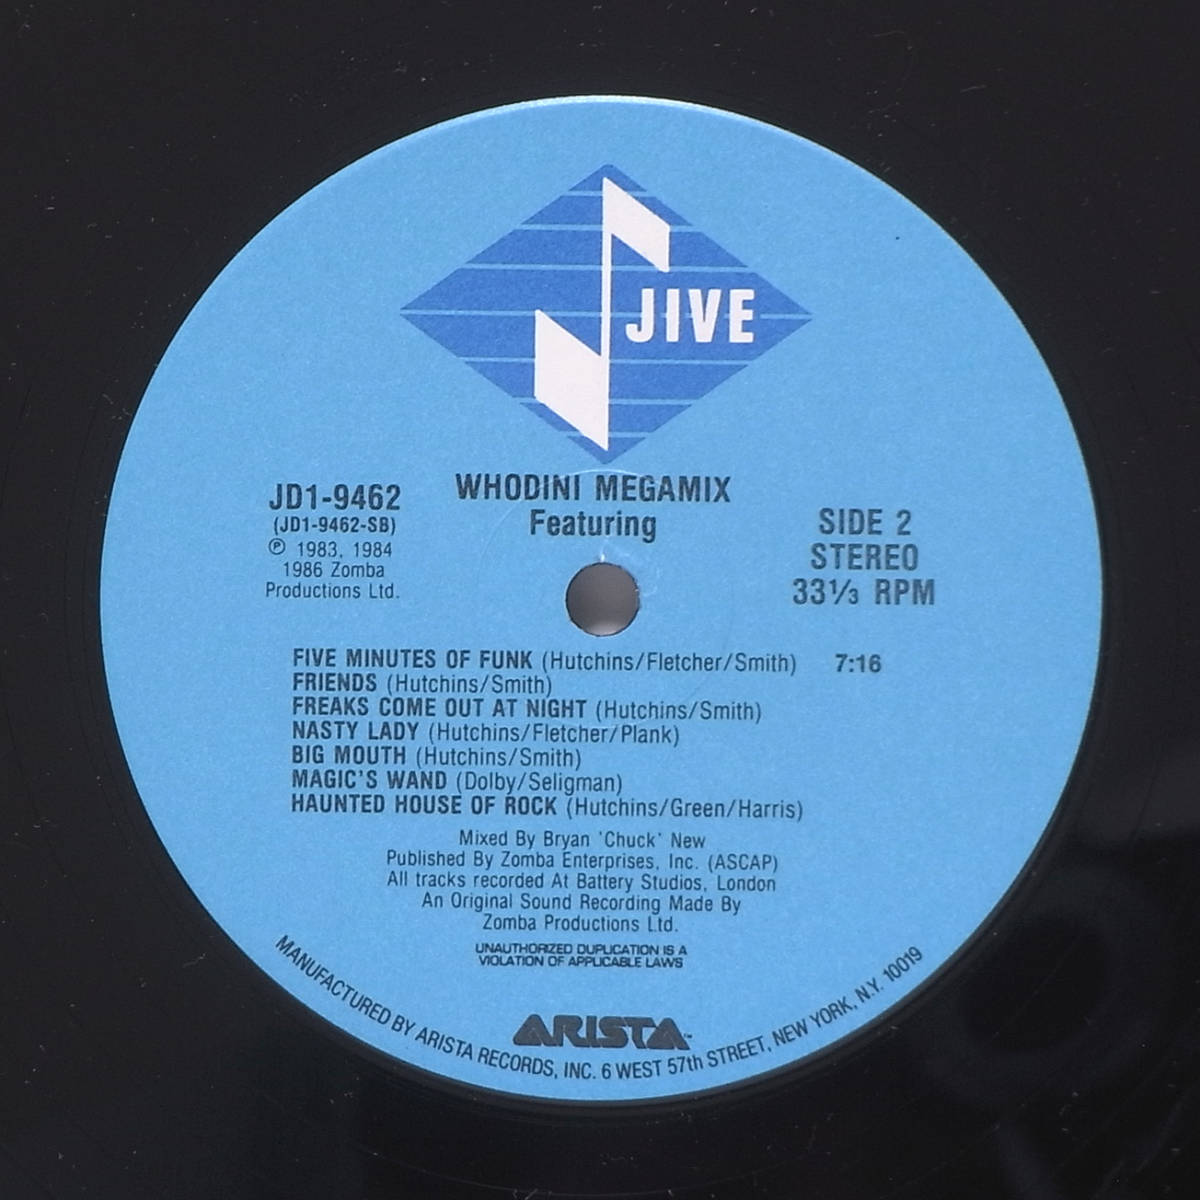 JIVE
WHODINI MEGAMIX
Featuring
JD1-9462
(JD1-9462-SB)
℗ 1983, 1984
1986 Zomba
Productions Ltd.
SIDE 2
STEREO
33⅓ RPM
FIVE MINUTES OF FUNK (Hutchins/Fletcher/Smith) 7:16
FRIENDS (Hutchins/Smith)
FREAKS COME OUT AT NIGHT (Hutchins/Smith)
NASTY LADY (Hutchins/Fletcher/Plank)
BIG MOUTH (Hutchins/Smith)
MAGIC'S WAND (Dolby/Seligman)
HAUNTED HOUSE OF ROCK (Hutchins/Green/Harris)
Mixed By Bryan 'Chuck' New
Published By Zomba Enterprises, Inc. (ASCAP)
All tracks recorded At Battery Studios, London
An Original Sound Recording Made By
Zomba Productions Ltd.
UNAUTHORIZED DUPLICATION IS A
VIOLATION OF APPLICABLE LAWS
ARISTA™
MANUFACTURED BY ARISTA RECORDS, INC. 6 WEST 57th STREET, NEW YORK, N.Y. 10019